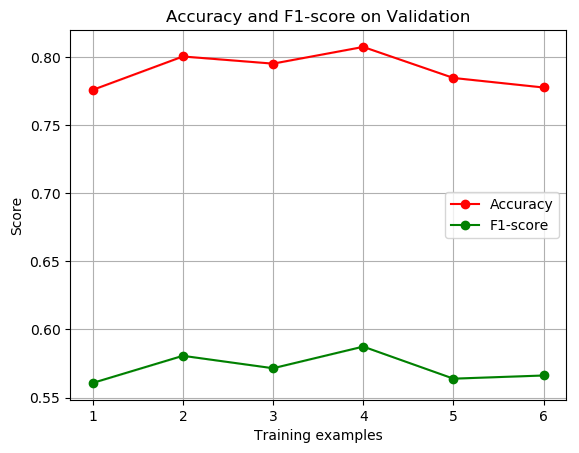 Accuracy and F1-score on Validation
Score
0.80
0.75
0.70
0.65
0.60
0.55
Accuracy
F1-score
1 2 3 4 5 6
Training examples